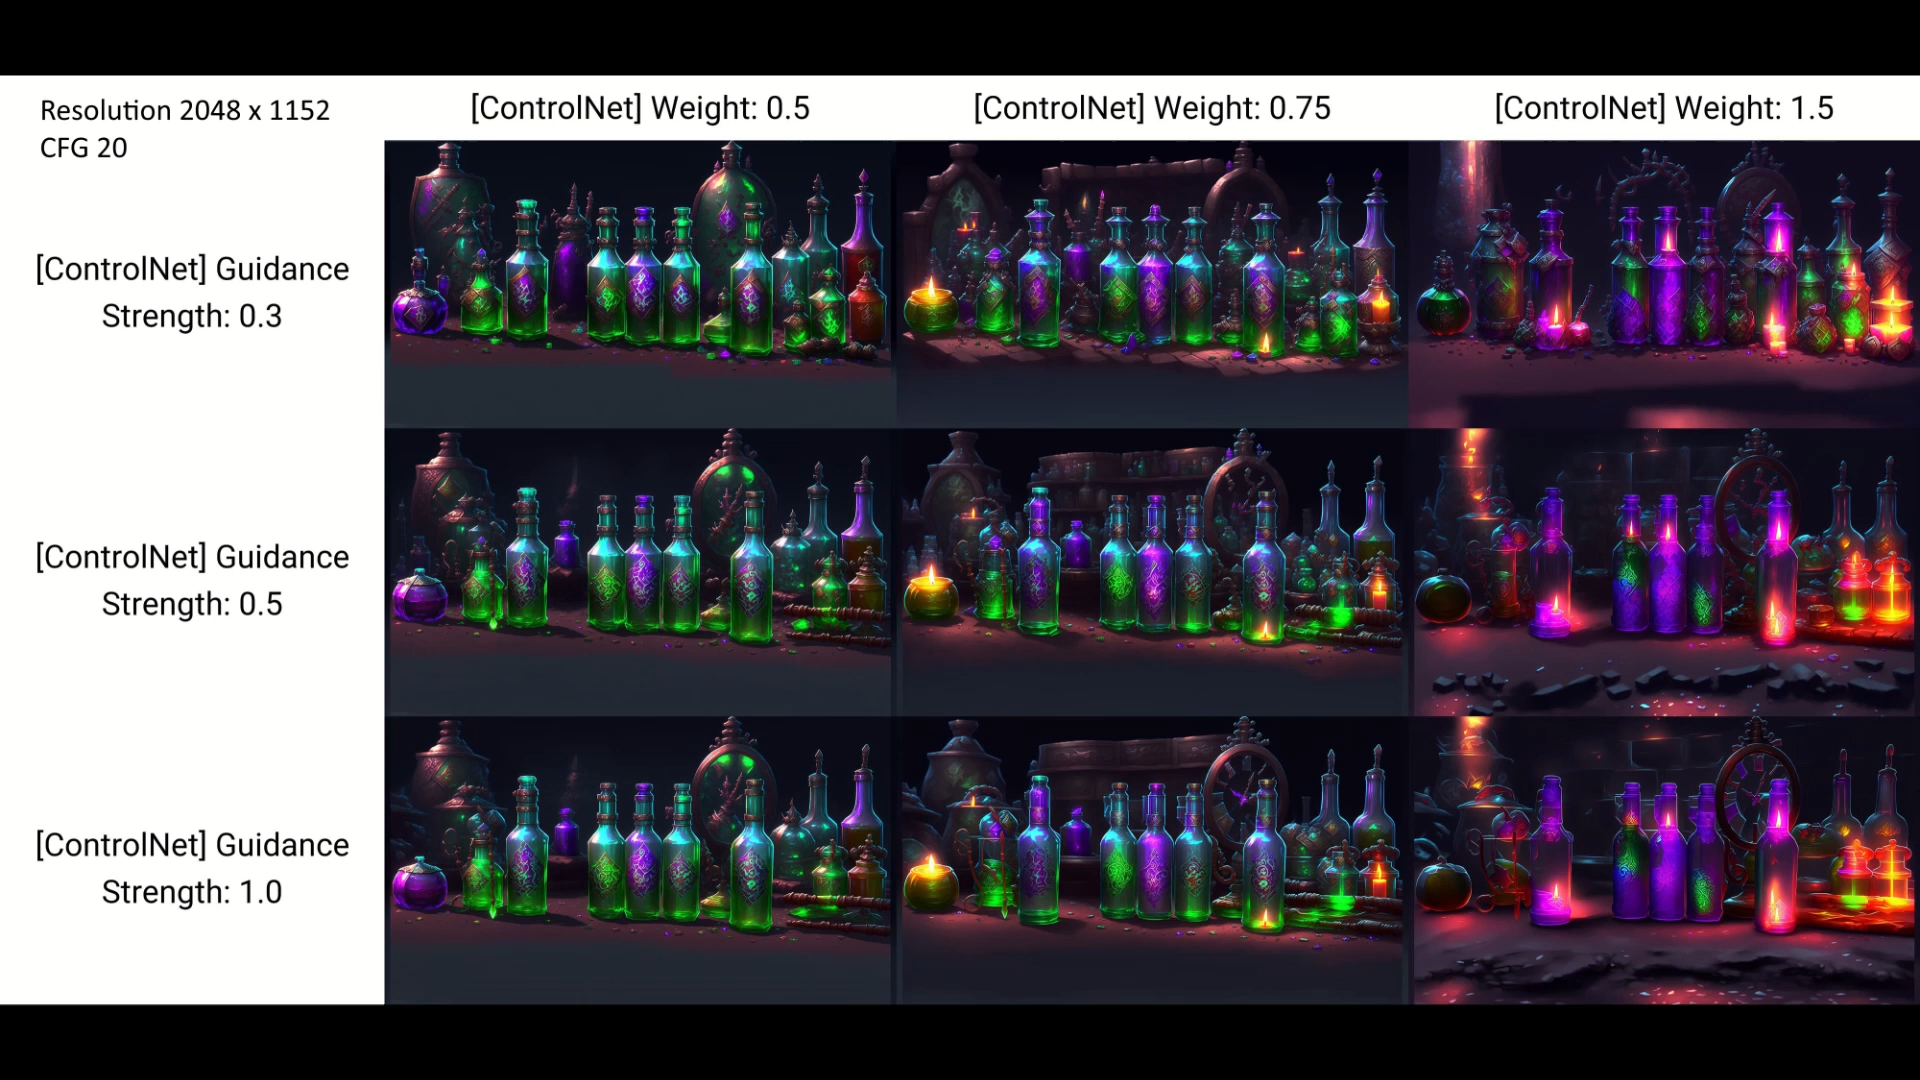 Resolution 2048 x 1152
CFG 20
[ControlNet] Weight: 0.5
[ControlNet] Weight: 0.75
[ControlNet] Weight: 1.5
[ControlNet] Guidance
Strength: 0.3
[ControlNet] Guidance
Strength: 0.5
[ControlNet] Guidance
Strength: 1.0